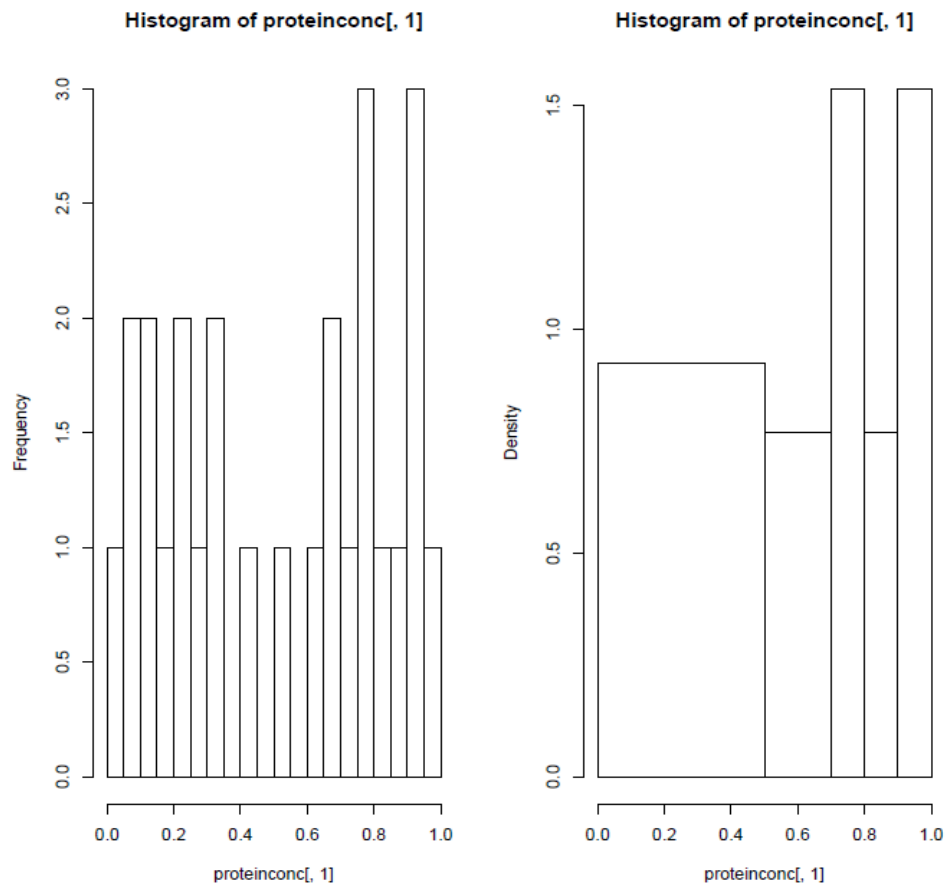 Histogram of proteinconc[, 1]
Frequency
0.0
0.5
1.0
1.5
2.0
2.5
3.0
0.0 0.2 0.4 0.6 0.8 1.0
proteinconc[, 1]
Histogram of proteinconc[, 1]
Density
0.0
0.5
1.0
1.5
0.0 0.2 0.4 0.6 0.8 1.0
proteinconc[, 1]